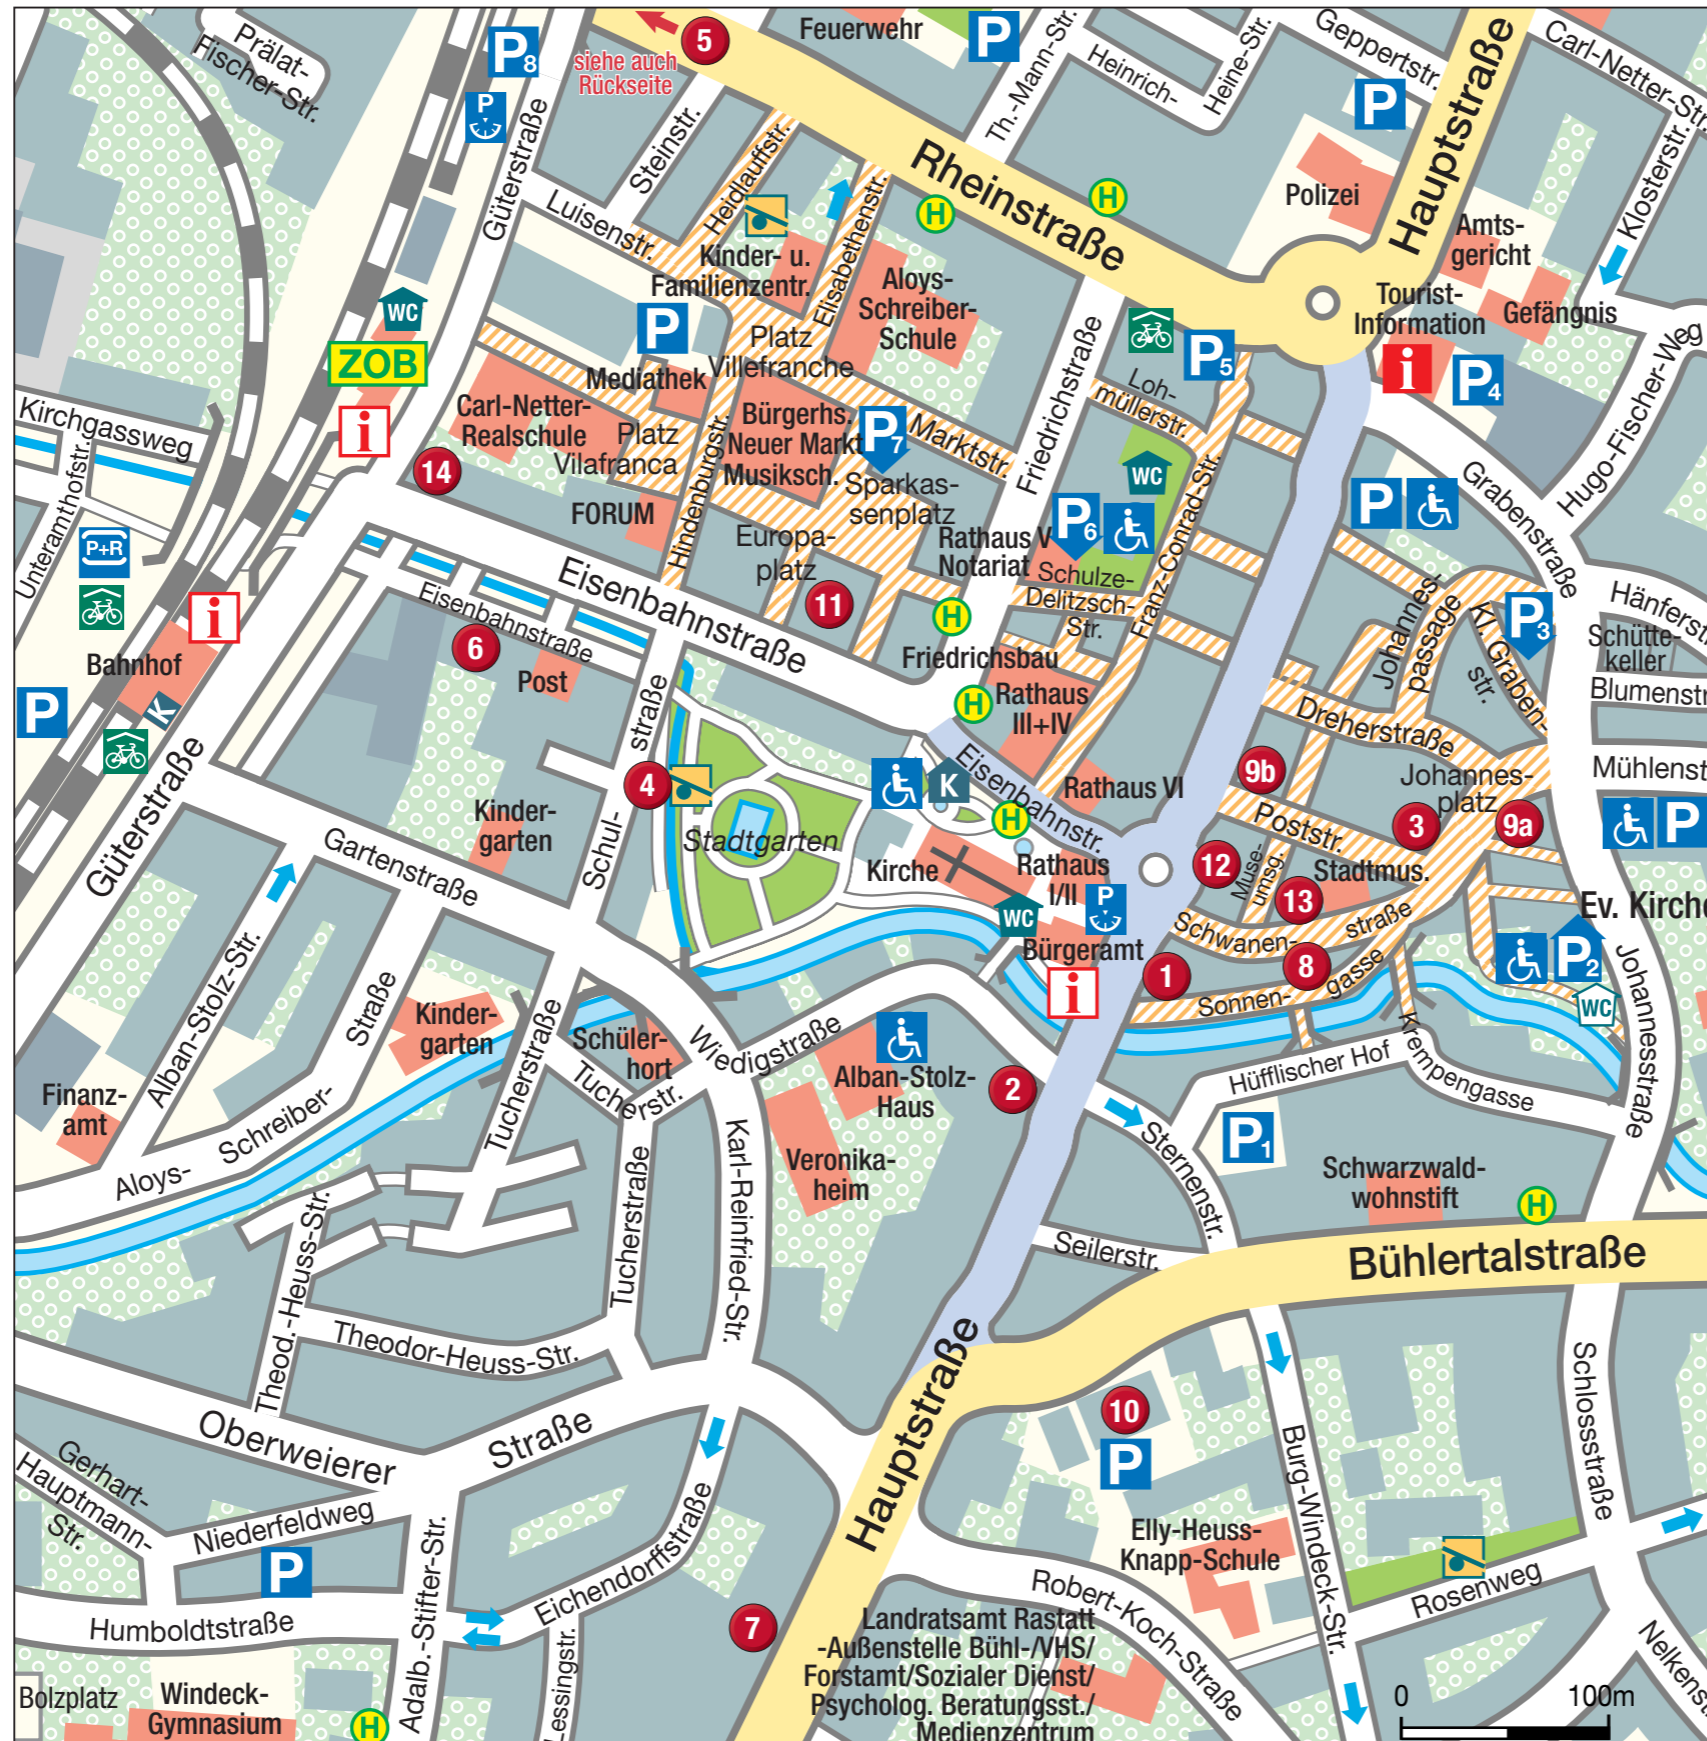 Prälat-
Fischer-Str.
P8
P
siehe auch
Rückseite
5
Feuerwehr
P
Th.-Mann-Str.
Heinrich-
Heine-Str.
Geppertstr.
P
Hauptstraße
Carl-Netter-Str.
Klosterstr.
Güterstraße
Steinstr.
Luisenstr.
Heidlauffstr.
Elisabethenstr.
Kinder- u.
Familienzentr.
Rheinstraße
H
H
Polizei
Amts-
gericht
Gefängnis
Tourist-
Information
i
P4
Hugo-Fischer-Weg
Aloys-
Schreiber-
Schule
WC
ZOB
i
P
Platz
Villefranche
Mediathek
Friedrichstraße
P5
Loh-
müllerstr.
Kirchgassweg
Unteramthofstr.
Carl-Netter-
Realschule
Platz
Vilafranca
Hindenburgstr.
Bürgerhs.
Neuer Markt
Musiksch.
P7
Marktstr.
Sparkas-
senplatz
14
FORUM
Europa-
platz
11
WC
P6
Rathaus V
Notariat
Schulze-
Delitzsch-
Str.
Franz-Conrad-Str.
P
Grabenstraße
P+R
i
Bahnhof
K
P
Eisenbahnstraße
Eisenbahnstraße
6
Post
H
Friedrichsbau
H
Rathaus
III+IV
Johannes-
passage
Kl. Graben-
str.
P3
Hänferst
Schütte-
keller
Blumenstr
Mühlenst
P
Dreherstraße
Johannes-
platz
9b
3
9a
Poststr.
Güterstraße
Schul-
straße
4
Stadtgarten
Kinder-
garten
Gartenstraße
K
Eisenbahnstr.
H
Rathaus VI
Kirche
Rathaus
I/II
P
WC
Bürgeramt
i
12
Muse-
umsg.
Stadtmus.
13
Schwanen-
straße
1
8
Sonnen-
gasse
Ev. Kirche
P2
WC
Johannesstraße
Alban-Stolz-Str.
Aloys-
Schreiber-
Straße
Finanz-
amt
Kinder-
garten
Tucherstraße
Schüler-
hort
Tucherstr.
Tucherstraße
Wiedigstraße
Alban-Stolz-
Haus
2
Veronika-
heim
Karl-Reinfried-Str.
Hüfflischer Hof
Krempengasse
P1
Sternenstr.
Schwarzwald-
wohnstift
H
Seilerstr.
Bühlertalstraße
Theod.-Heuss-Str.
Theodor-Heuss-Str.
Hauptstraße
Oberweierer
Straße
Gerhart-
Hauptmann-
Str.
Niederfeldweg
P
Humboldtstraße
Adalb.-Stifter-Str.
Eichendorffstraße
Lessingstr.
Bolzplatz
Windeck-
Gymnasium
H
7
10
P
Elly-Heuss-
Knapp-Schule
Burg-Windeck-Str.
Schlossstraße
Rosenweg
Nelkenst
Robert-Koch-Straße
Landratsamt Rastatt
-Außenstelle Bühl-/VHS/
Forstamt/Sozialer Dienst/
Psycholog. Beratungsst./
Medienzentrum
0 100m